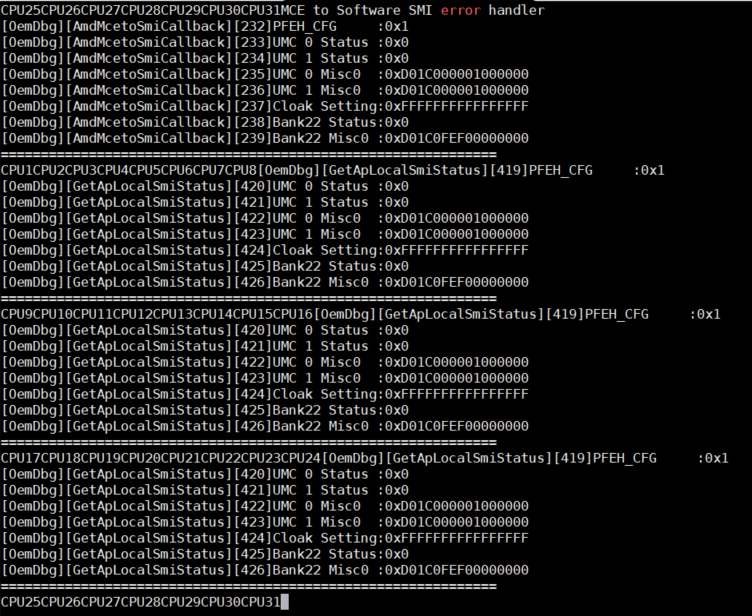 CPU25CPU26CPU27CPU28CPU29CPU30CPU31MCE to Software SMI error handler
[OemDbg][AmdMcetoSmiCallback][232]PFEH_CFG     :0x1
[OemDbg][AmdMcetoSmiCallback][233]UMC 0 Status :0x0
[OemDbg][AmdMcetoSmiCallback][234]UMC 1 Status :0x0
[OemDbg][AmdMcetoSmiCallback][235]UMC 0 Misc0  :0xD01C000001000000
[OemDbg][AmdMcetoSmiCallback][236]UMC 1 Misc0  :0xD01C000001000000
[OemDbg][AmdMcetoSmiCallback][237]Cloak Setting:0xFFFFFFFFFFFFFFFF
[OemDbg][AmdMcetoSmiCallback][238]Bank22 Status:0x0
[OemDbg][AmdMcetoSmiCallback][239]Bank22 Misc0 :0xD01C0FEF00000000
==============================================================
CPU1CPU2CPU3CPU4CPU5CPU6CPU7CPU8[OemDbg][GetApLocalSmiStatus][419]PFEH_CFG     :0x1
[OemDbg][GetApLocalSmiStatus][420]UMC 0 Status :0x0
[OemDbg][GetApLocalSmiStatus][421]UMC 1 Status :0x0
[OemDbg][GetApLocalSmiStatus][422]UMC 0 Misc0  :0xD01C000001000000
[OemDbg][GetApLocalSmiStatus][423]UMC 1 Misc0  :0xD01C000001000000
[OemDbg][GetApLocalSmiStatus][424]Cloak Setting:0xFFFFFFFFFFFFFFFF
[OemDbg][GetApLocalSmiStatus][425]Bank22 Status:0x0
[OemDbg][GetApLocalSmiStatus][426]Bank22 Misc0 :0xD01C0FEF00000000
==============================================================
CPU9CPU10CPU11CPU12CPU13CPU14CPU15CPU16[OemDbg][GetApLocalSmiStatus][419]PFEH_CFG     :0x1
[OemDbg][GetApLocalSmiStatus][420]UMC 0 Status :0x0
[OemDbg][GetApLocalSmiStatus][421]UMC 1 Status :0x0
[OemDbg][GetApLocalSmiStatus][422]UMC 0 Misc0  :0xD01C000001000000
[OemDbg][GetApLocalSmiStatus][423]UMC 1 Misc0  :0xD01C000001000000
[OemDbg][GetApLocalSmiStatus][424]Cloak Setting:0xFFFFFFFFFFFFFFFF
[OemDbg][GetApLocalSmiStatus][425]Bank22 Status:0x0
[OemDbg][GetApLocalSmiStatus][426]Bank22 Misc0 :0xD01C0FEF00000000
==============================================================
CPU17CPU18CPU19CPU20CPU21CPU22CPU23CPU24[OemDbg][GetApLocalSmiStatus][419]PFEH_CFG     :0x1
[OemDbg][GetApLocalSmiStatus][420]UMC 0 Status :0x0
[OemDbg][GetApLocalSmiStatus][421]UMC 1 Status :0x0
[OemDbg][GetApLocalSmiStatus][422]UMC 0 Misc0  :0xD01C000001000000
[OemDbg][GetApLocalSmiStatus][423]UMC 1 Misc0  :0xD01C000001000000
[OemDbg][GetApLocalSmiStatus][424]Cloak Setting:0xFFFFFFFFFFFFFFFF
[OemDbg][GetApLocalSmiStatus][425]Bank22 Status:0x0
[OemDbg][GetApLocalSmiStatus][426]Bank22 Misc0 :0xD01C0FEF00000000
==============================================================
CPU25CPU26CPU27CPU28CPU29CPU30CPU31